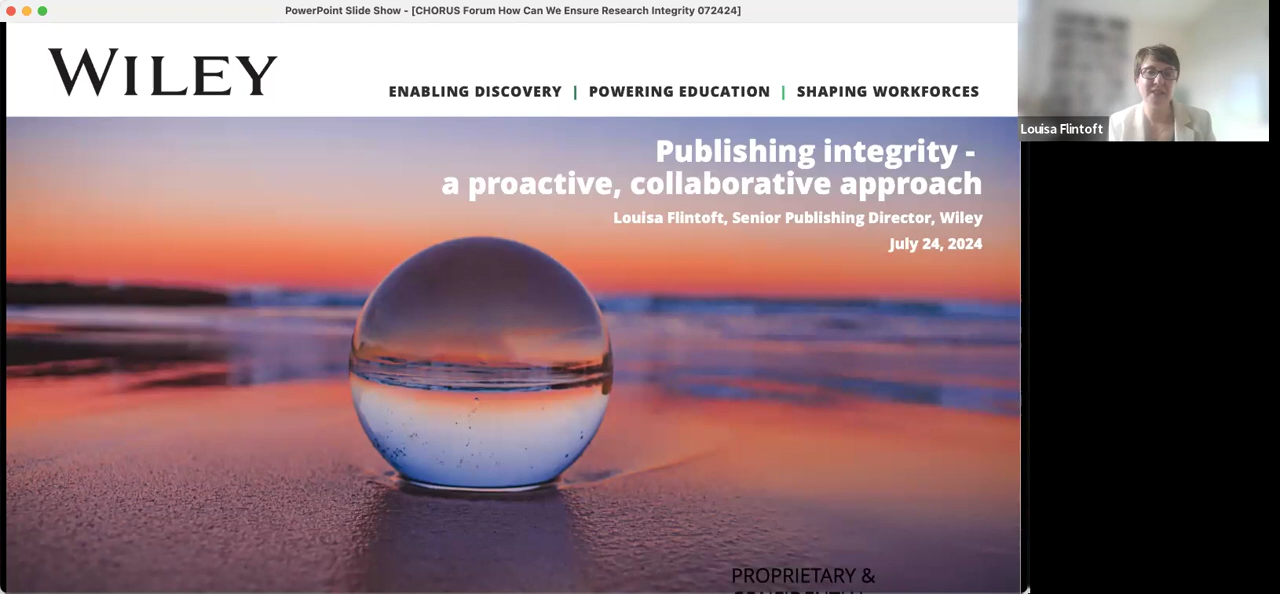 PowerPoint Slide Show - [CHORUS Forum How Can We Ensure Research Integrity 072424]
WILEY
ENABLING DISCOVERY | POWERING EDUCATION | SHAPING WORKFORCES
Louisa Flintoft
Publishing integrity -
a proactive, collaborative approach
Louisa Flintoft, Senior Publishing Director, Wiley
July 24, 2024
PROPRIETARY &